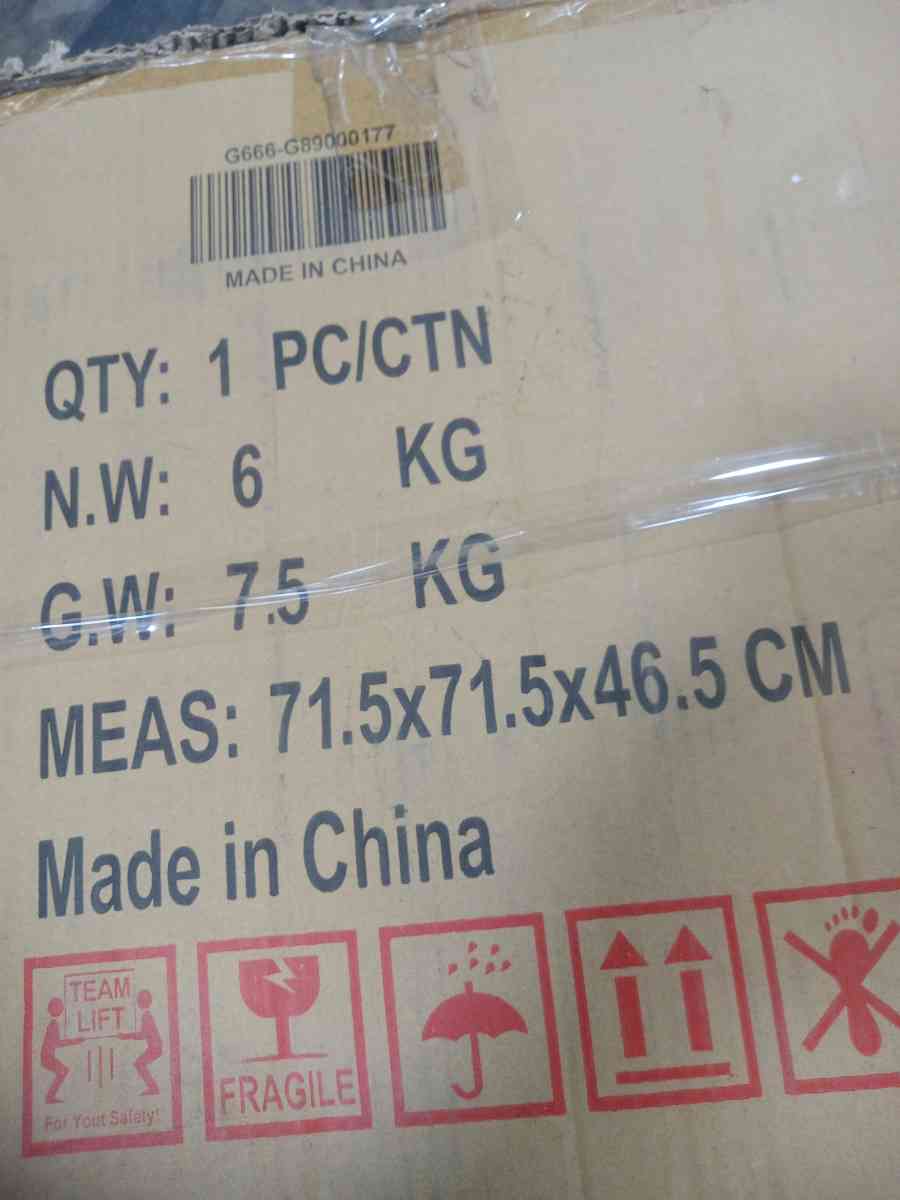 G666-G89000177
MADE IN CHINA
QTY: 1 PC/CTN
N.W: 6 KG
G.W: 7.5 KG
MEAS: 71.5x71.5x46.5 CM
Made in China
TEAM
LIFT
For Yout Safety!
FRAGILE